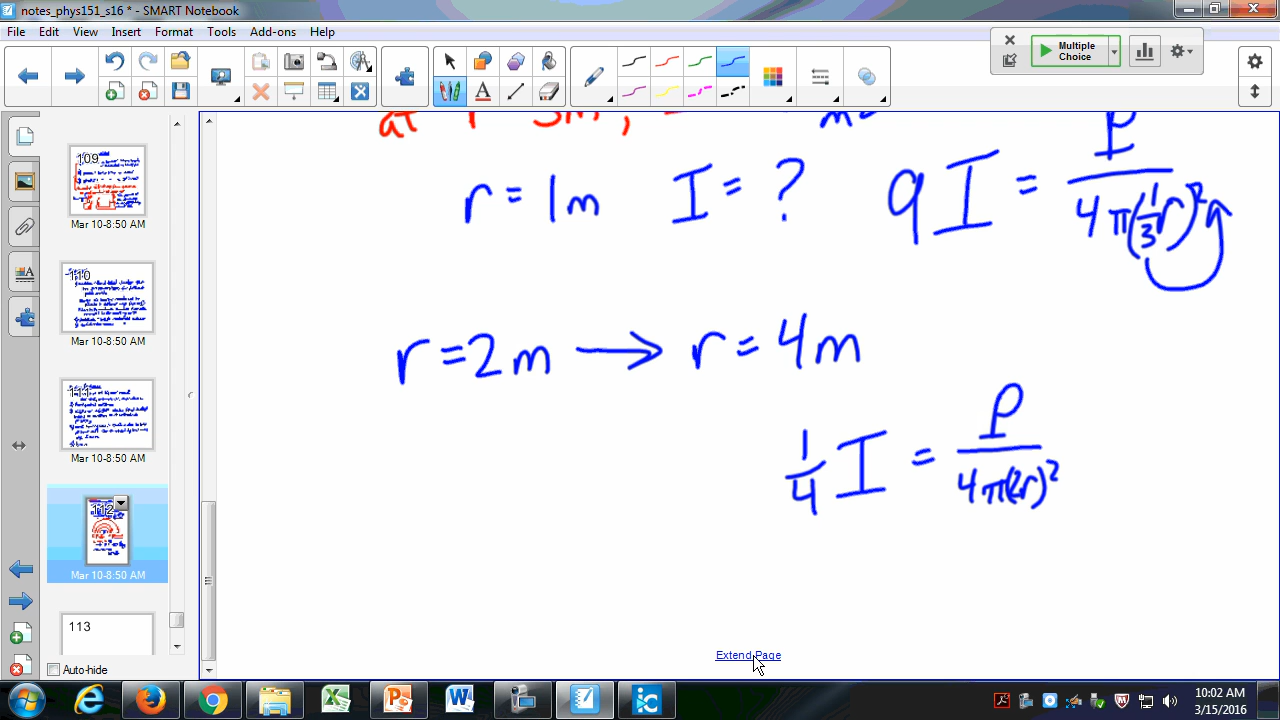 notes_phys151_s16 * - SMART Notebook
File Edit View Insert Format Tools Add-ons Help
Multiple
Choice
109
Mar 10-8:50 AM
110
Mar 10-8:50 AM
111
Mar 10-8:50 AM
112
Mar 10-8:50 AM
113
Auto-hide
at r
r = 1m I = ? 9I = P / 4π(1/3 r)² 9
r = 2m → r = 4m
1/4 I = P / 4π(2r)²
Extend Page
10:02 AM
3/15/2016